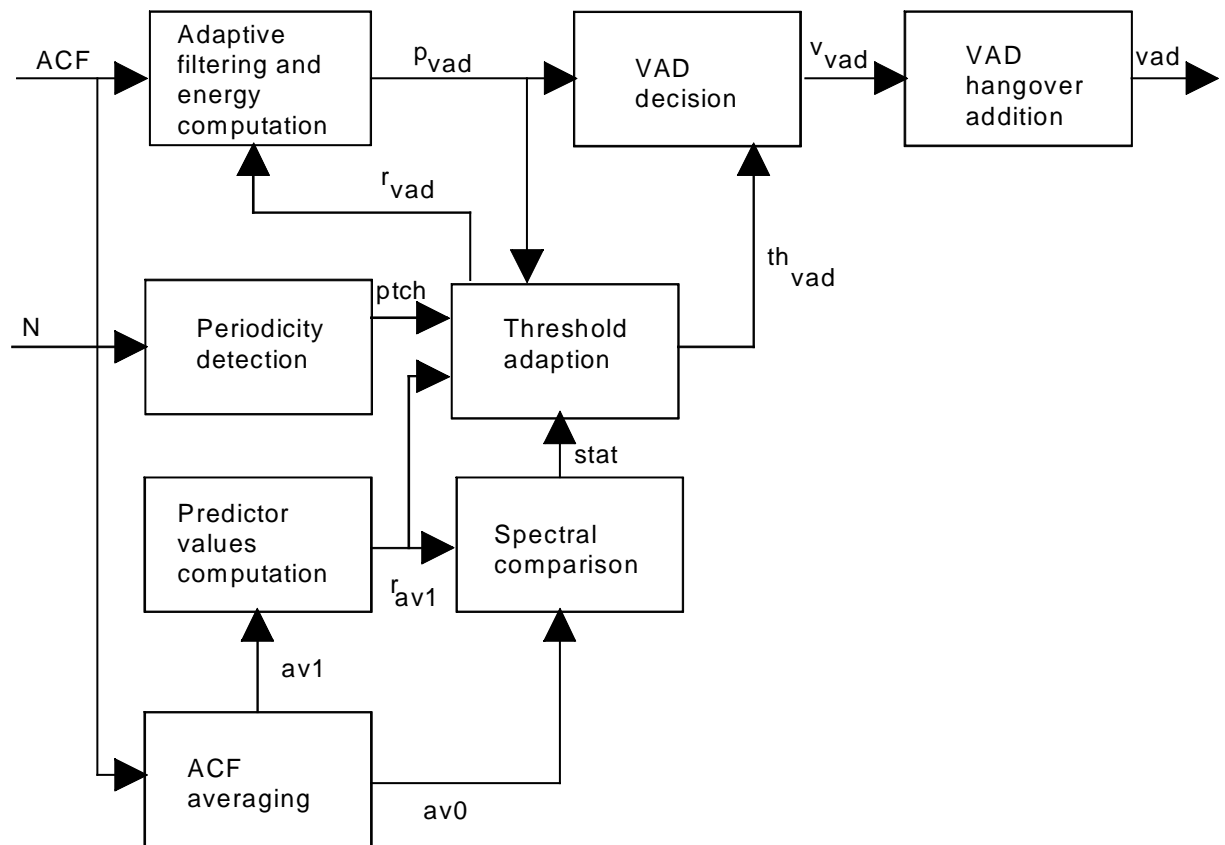 ACF
Adaptive
filtering and
energy
computation
p_vad
VAD
decision
v_vad
VAD
hangover
addition
vad
r_vad
th_vad
N
Periodicity
detection
ptch
Threshold
adaption
stat
Predictor
values
computation
r_av1
Spectral
comparison
av1
ACF
averaging
av0